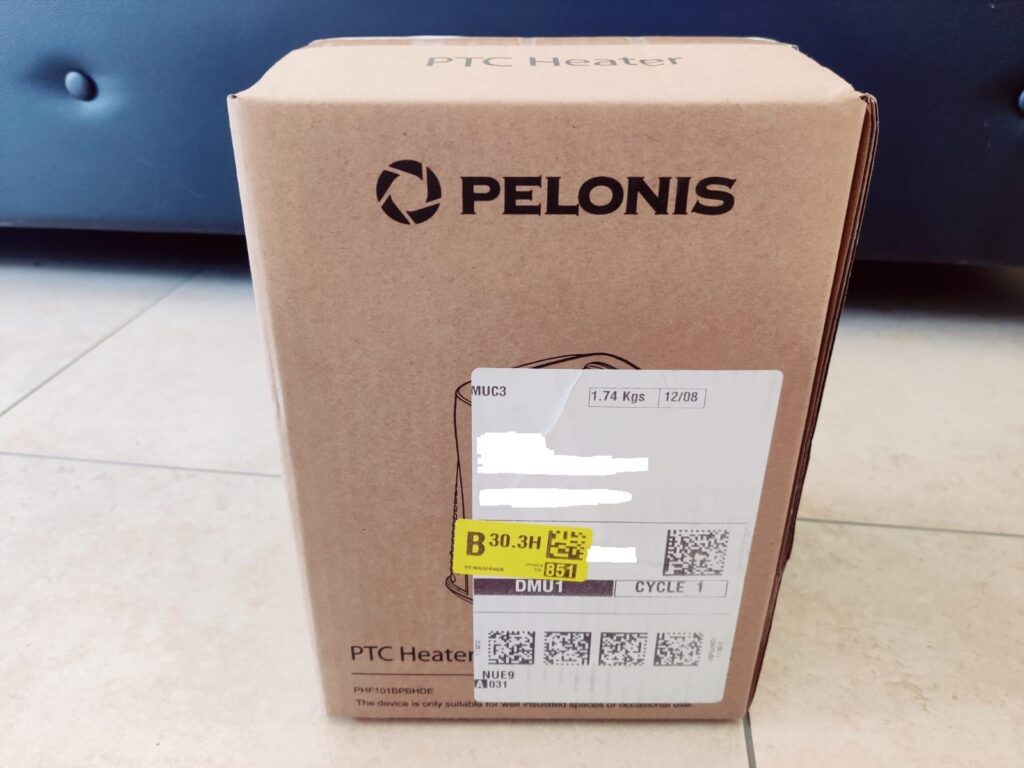 PTC Heater
PELONIS
MUC3
1.74 Kgs 12/08
B 30.3H
851
DMU1 CYCLE 1
NUE9
A 031
PTC Heater
PHF101BPBHDE
The device is only suitable for well insulated spaces or occasional use.